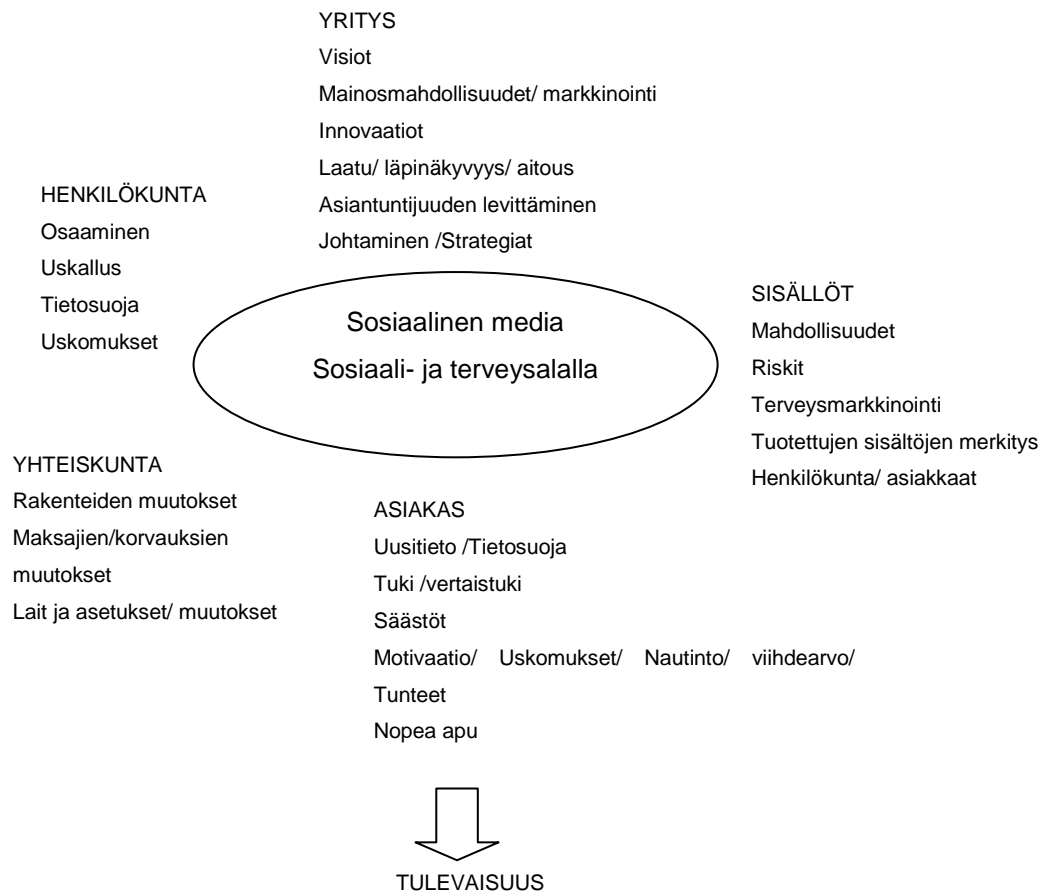 YRITYS
Visiot
Mainosmahdollisuudet/ markkinointi
Innovaatiot
Laatu/ läpinäkyvyys/ aitous
Asiantuntijuuden levittäminen
Johtaminen /Strategiat
HENKILÖKUNTA
Osaaminen
Uskallus
Tietosuoja
Uskomukset
Sosiaalinen media
Sosiaali- ja terveysalalla
SISÄLLÖT
Mahdollisuudet
Riskit
Terveysmarkkinointi
Tuotettujen sisältöjen merkitys
Henkilökunta/ asiakkaat
YHTEISKUNTA
Rakenteiden muutokset
Maksajien/korvauksien
muutokset
Lait ja asetukset/ muutokset
ASIAKAS
Uusitieto /Tietosuoja
Tuki /vertaistuki
Säästöt
Motivaatio/ Uskomukset/ Nautinto/ viihdearvo/
Tunteet
Nopea apu
TULEVAISUUS